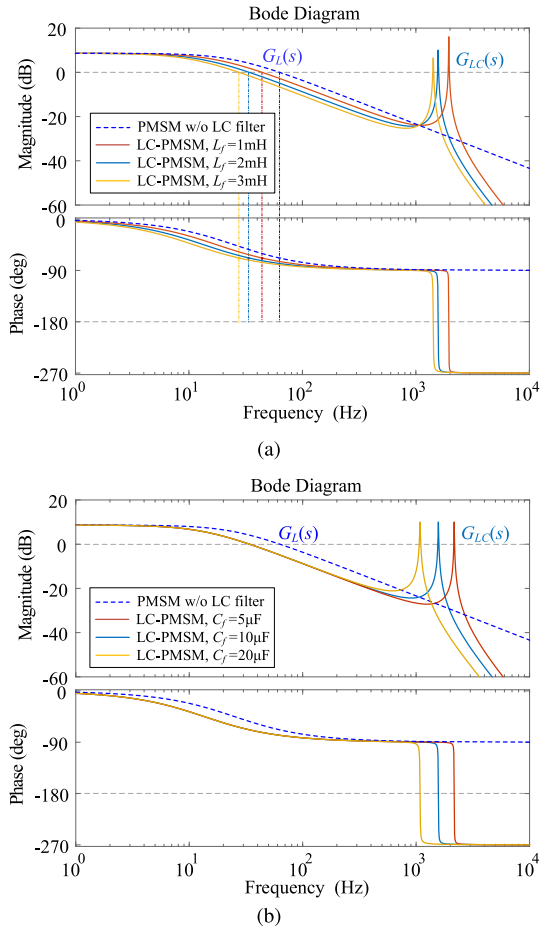 Bode Diagram
20
0
-20
-40
-60
Magnitude (dB)
G_L(s)
G_LC(s)
PMSM w/o LC filter
LC-PMSM, L_f=1mH
LC-PMSM, L_f=2mH
LC-PMSM, L_f=3mH
0
-90
-180
-270
Phase (deg)
10^0 10^1 10^2 10^3 10^4
Frequency (Hz)
(a)
Bode Diagram
20
0
-20
-40
-60
Magnitude (dB)
G_L(s)
G_LC(s)
PMSM w/o LC filter
LC-PMSM, C_f=5μF
LC-PMSM, C_f=10μF
LC-PMSM, C_f=20μF
0
-90
-180
-270
Phase (deg)
10^0 10^1 10^2 10^3 10^4
Frequency (Hz)
(b)